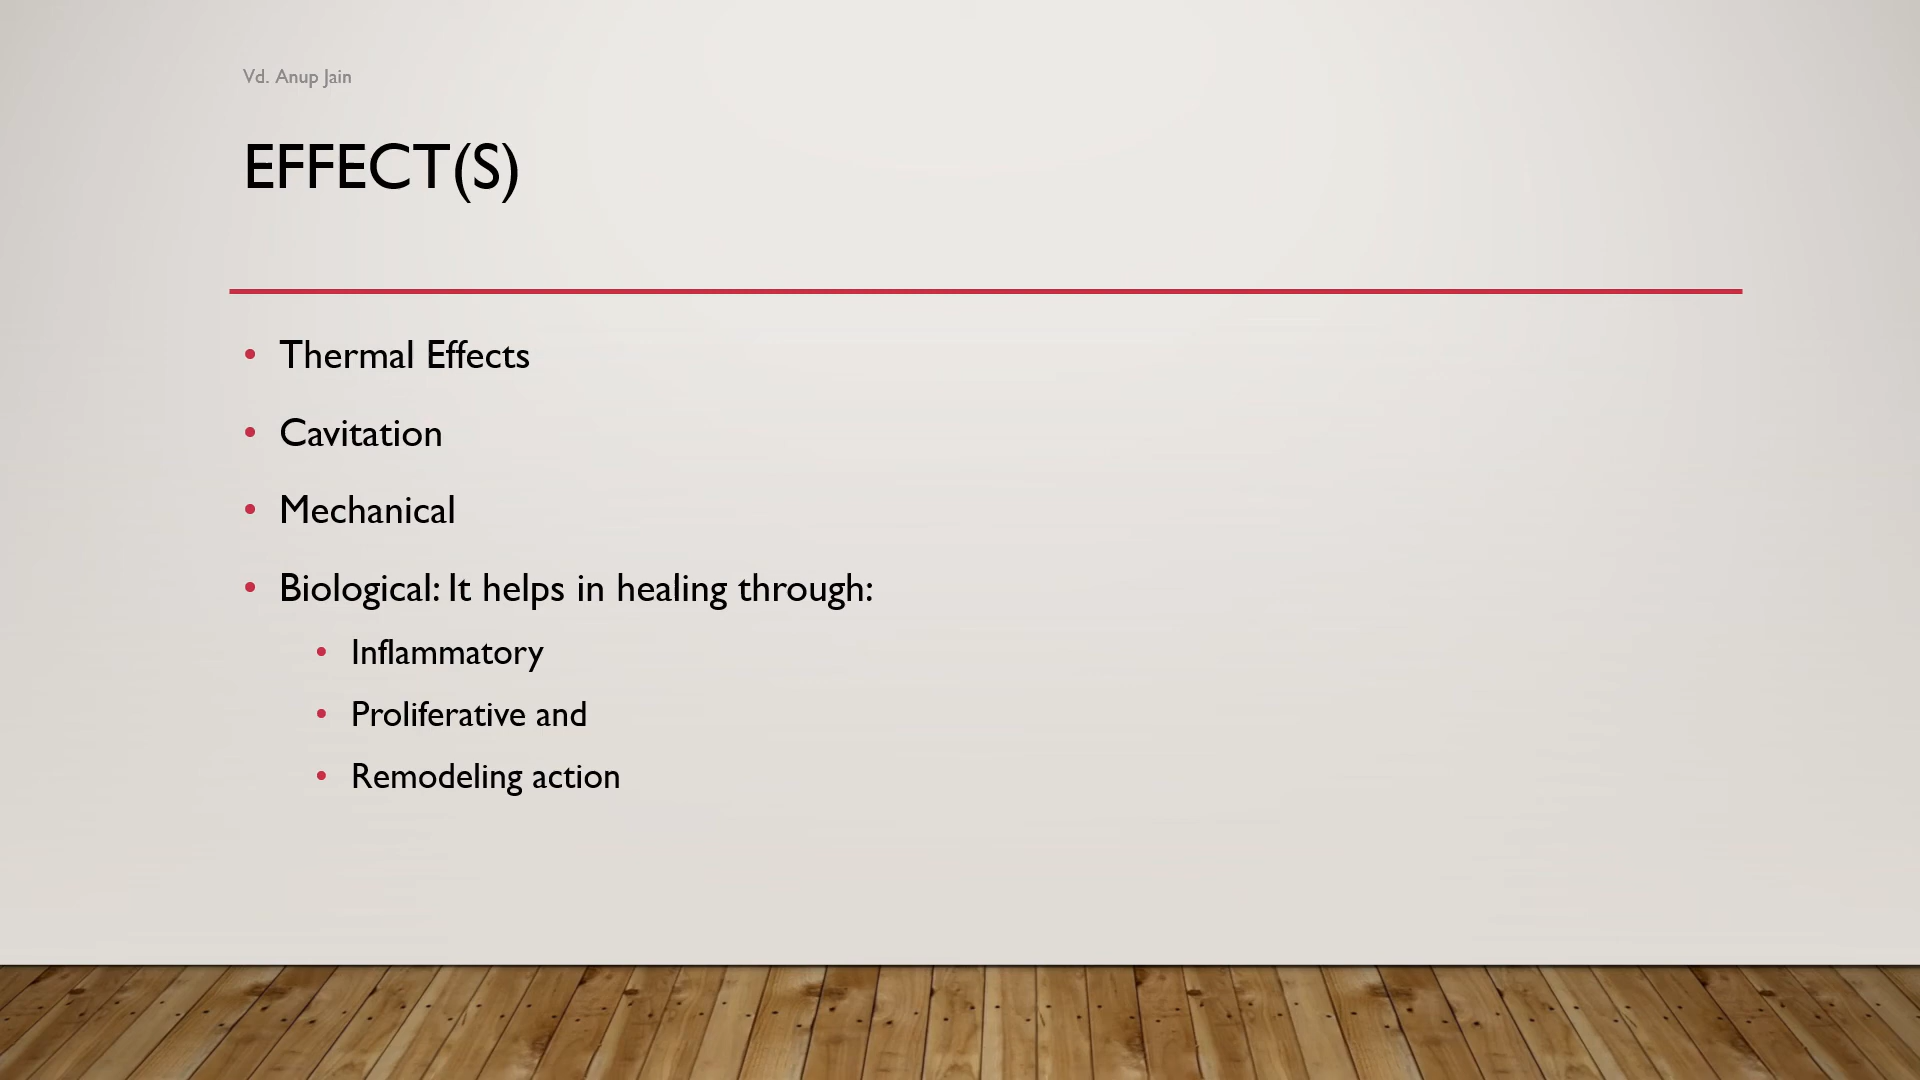 Vd. Anup Jain
EFFECT(S)
• Thermal Effects
• Cavitation
• Mechanical
• Biological: It helps in healing through:
• Inflammatory
• Proliferative and
• Remodeling action